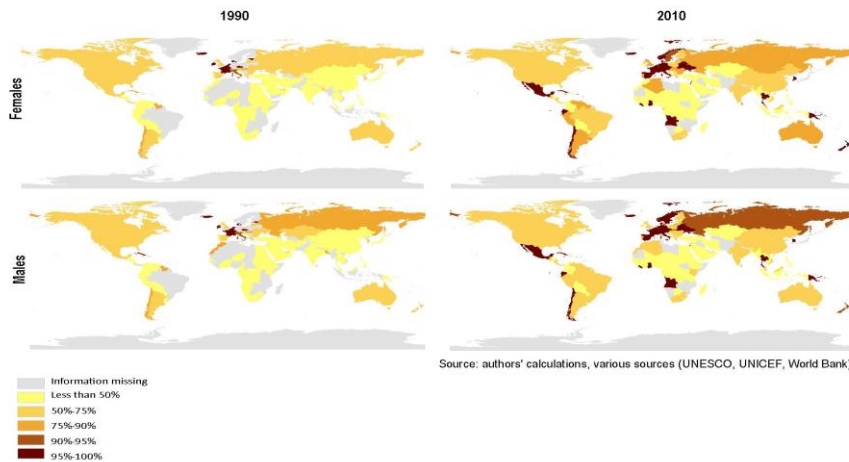 1990
2010
Females
Males
Source: authors' calculations, various sources (UNESCO, UNICEF, World Bank)
Information missing
Less than 50%
50%-75%
75%-90%
90%-95%
95%-100%